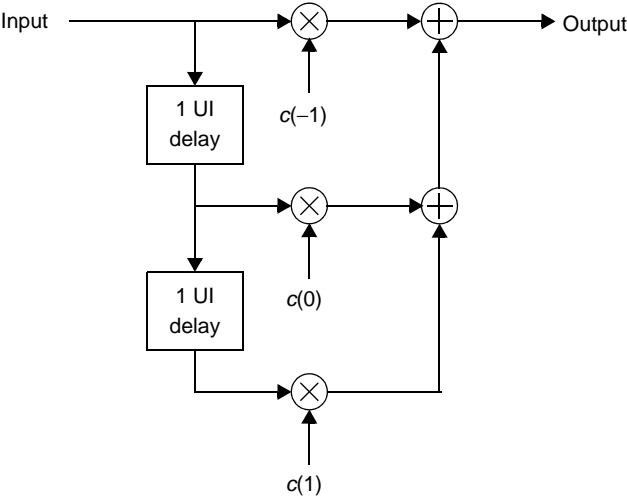 Input
Output
1 UI
delay
c(−1)
c(0)
1 UI
delay
c(1)